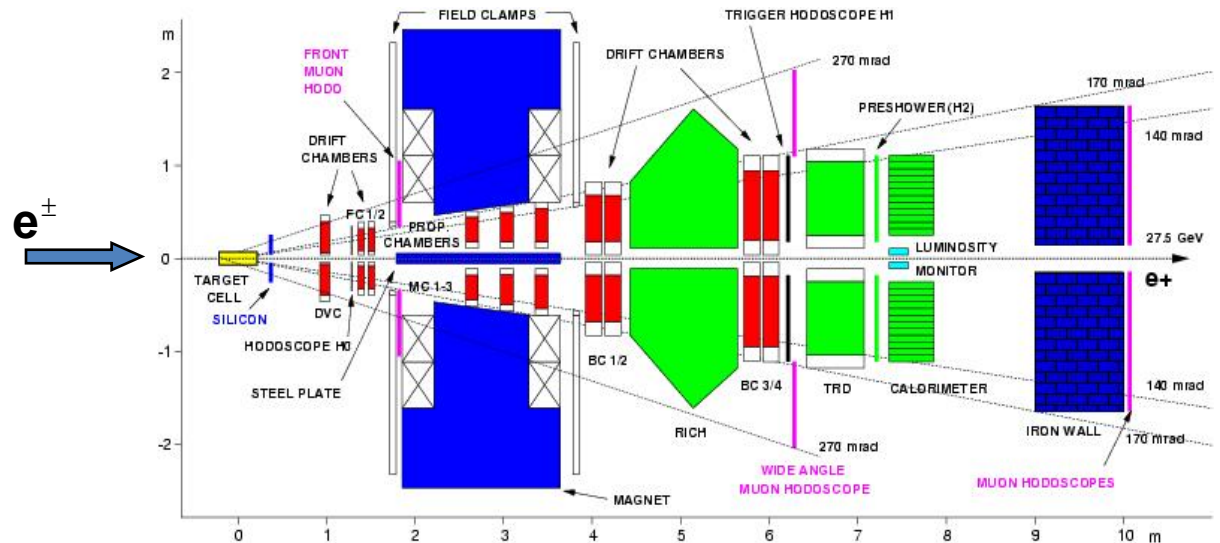 FIELD CLAMPS
TRIGGER HODOSCOPE H1
m
2
1
0
-1
-2
FRONT
MUON
HODO
DRIFT CHAMBERS
270 mrad
170 mrad
PRESHOWER (H2)
140 mrad
DRIFT
CHAMBERS
FC 1/2
PROP.
CHAMBERS
e±
LUMINOSITY
MONITOR
27.5 GeV
e+
TARGET
CELL
SILICON
DVC
MC 1-3
HODOSCOPE H0
STEEL PLATE
BC 1/2
BC 3/4
TRD
CALORIMETER
RICH
140 mrad
IRON WALL
170 mrad
270 mrad
WIDE ANGLE
MUON HODOSCOPE
MUON HODOSCOPES
MAGNET
0 1 2 3 4 5 6 7 8 9 10 m